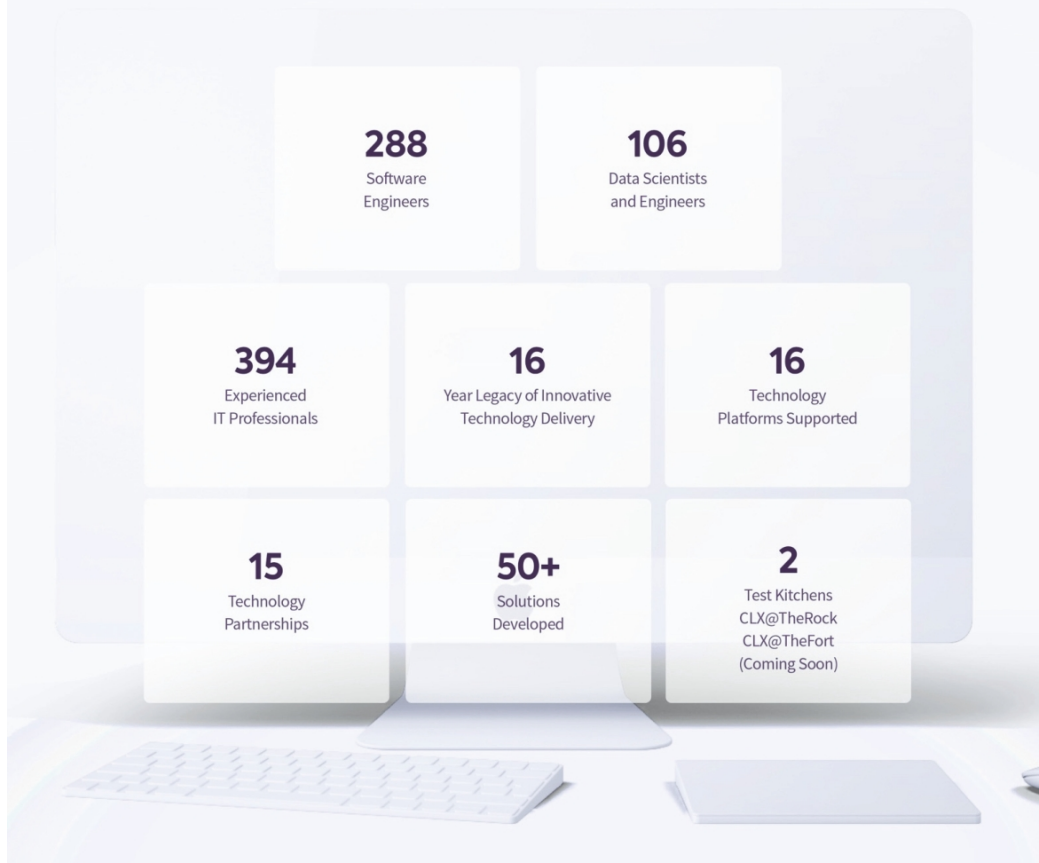 288
Software
Engineers
106
Data Scientists
and Engineers
394
Experienced
IT Professionals
16
Year Legacy of Innovative
Technology Delivery
16
Technology
Platforms Supported
15
Technology
Partnerships
50+
Solutions
Developed
2
Test Kitchens
CLX@TheRock
CLX@TheFort
(Coming Soon)